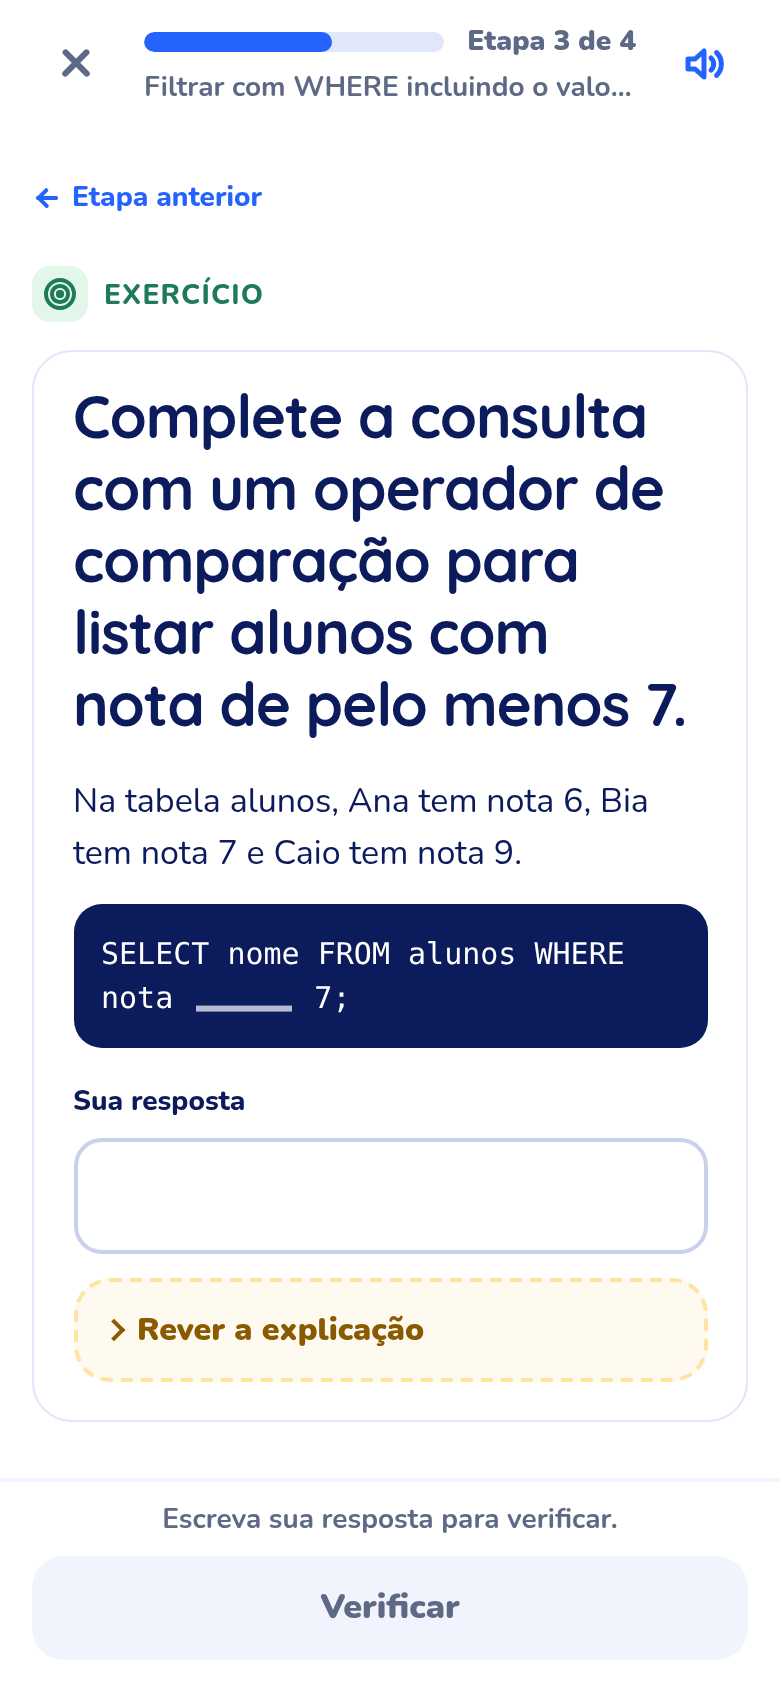 Etapa 3 de 4
Filtrar com WHERE incluindo o valo...
← Etapa anterior
EXERCÍCIO
Complete a consulta
com um operador de
comparação para
listar alunos com
nota de pelo menos 7.
Na tabela alunos, Ana tem nota 6, Bia
tem nota 7 e Caio tem nota 9.
SELECT nome FROM alunos WHERE
nota _____ 7;
Sua resposta
Rever a explicação
Escreva sua resposta para verificar.
Verificar